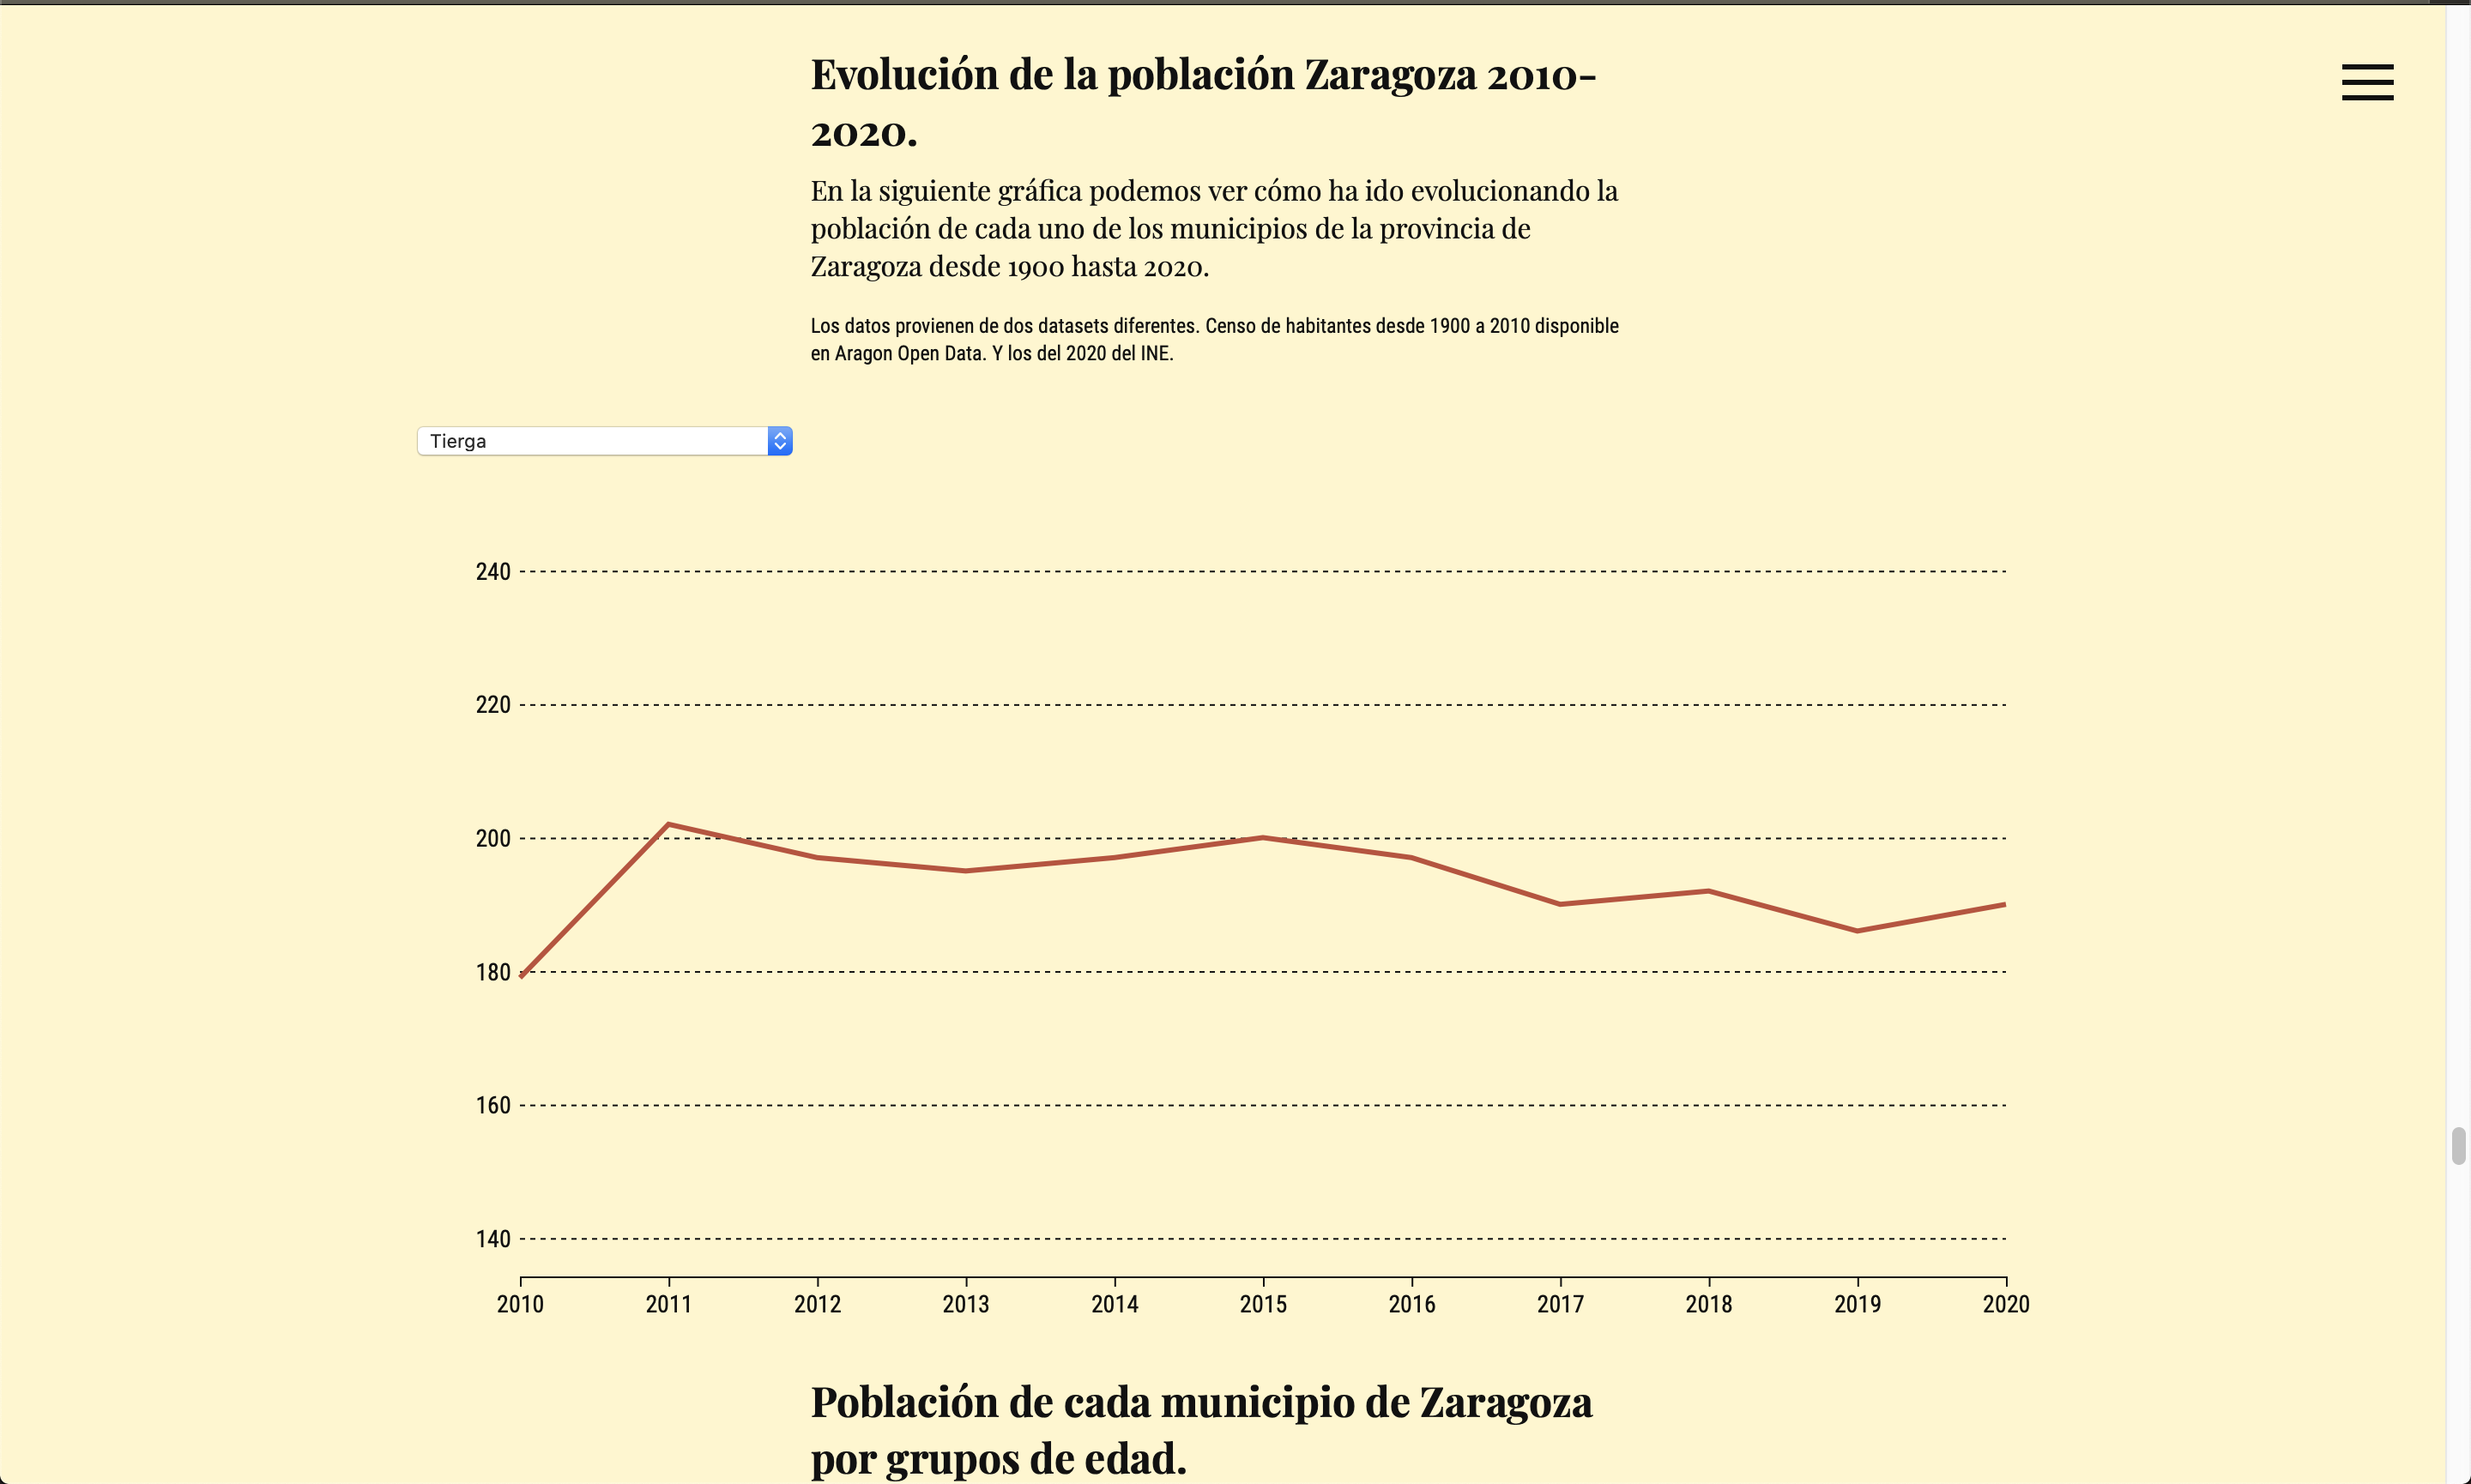 Evolución de la población Zaragoza 2010-
2020.
En la siguiente gráfica podemos ver cómo ha ido evolucionando la
población de cada uno de los municipios de la provincia de
Zaragoza desde 1900 hasta 2020.
Los datos provienen de dos datasets diferentes. Censo de habitantes desde 1900 a 2010 disponible
en Aragon Open Data. Y los del 2020 del INE.
Tierga
240
220
200
180
160
140
2010 2011 2012 2013 2014 2015 2016 2017 2018 2019 2020
Población de cada municipio de Zaragoza
por grupos de edad.